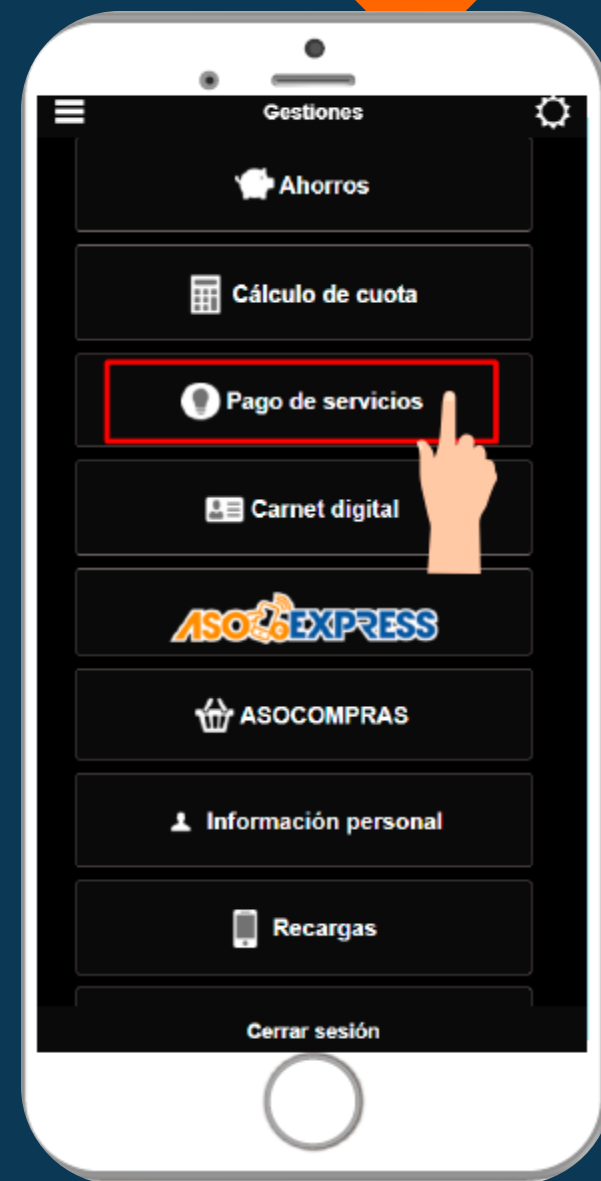 Gestiones
Ahorros
Cálculo de cuota
Pago de servicios
Carnet digital
ASOEXPRESS
ASOCOMPRAS
Información personal
Recargas
Cerrar sesión